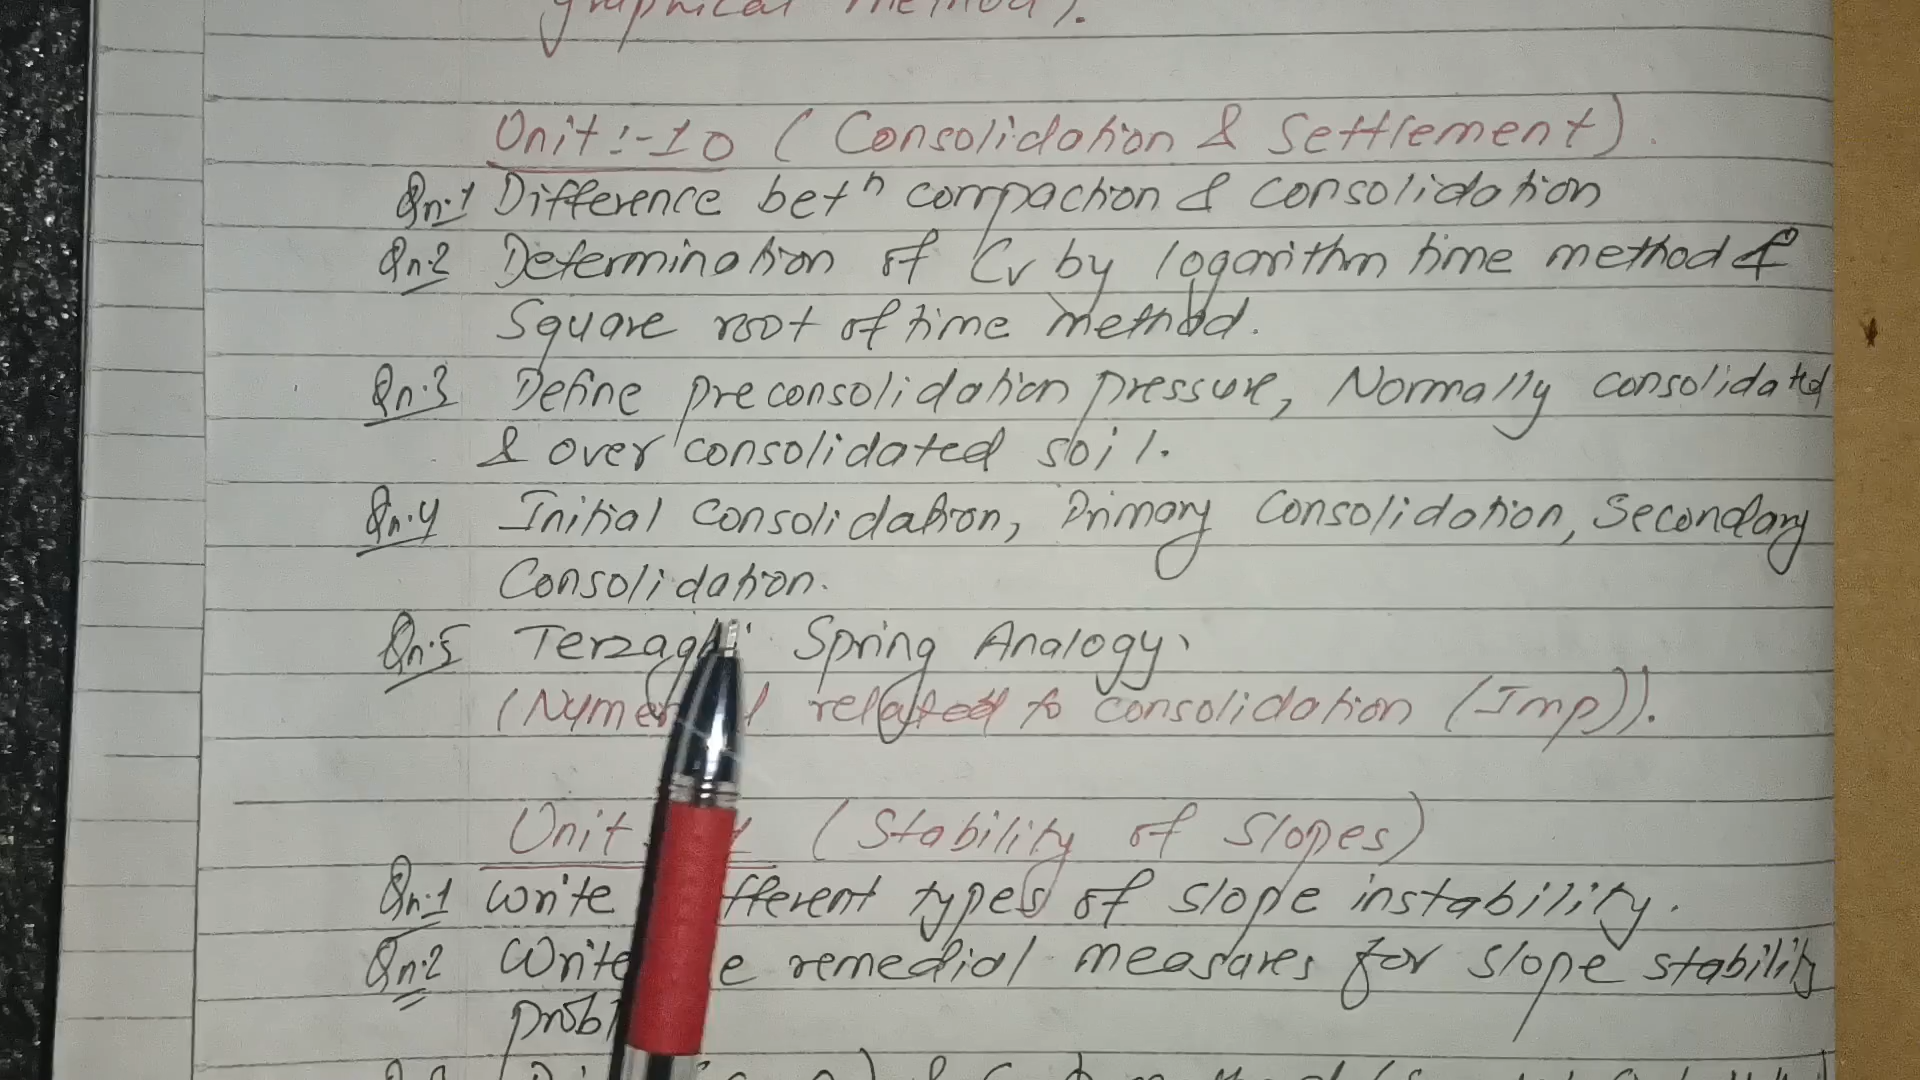 graphical method).
Unit:-10 (Consolidation & Settlement).
Qn.1 Difference betn compaction & consolidation
Qn.2 Determination of Cv by logarithm time method &
Square root of time method.
Qn.3 Define preconsolidation pressure, Normally consolidated
& over consolidated soil.
Qn.4 Initial consolidation, Primary Consolidation, Secondary
Consolidation.
Qn.5 Terzaghi Spring Analogy.
related to consolidation (Imp)).
Unit (Stability of Slopes)
Qn.1 Write types of slope instability.
Qn.2 Write remedial measures for slope stability